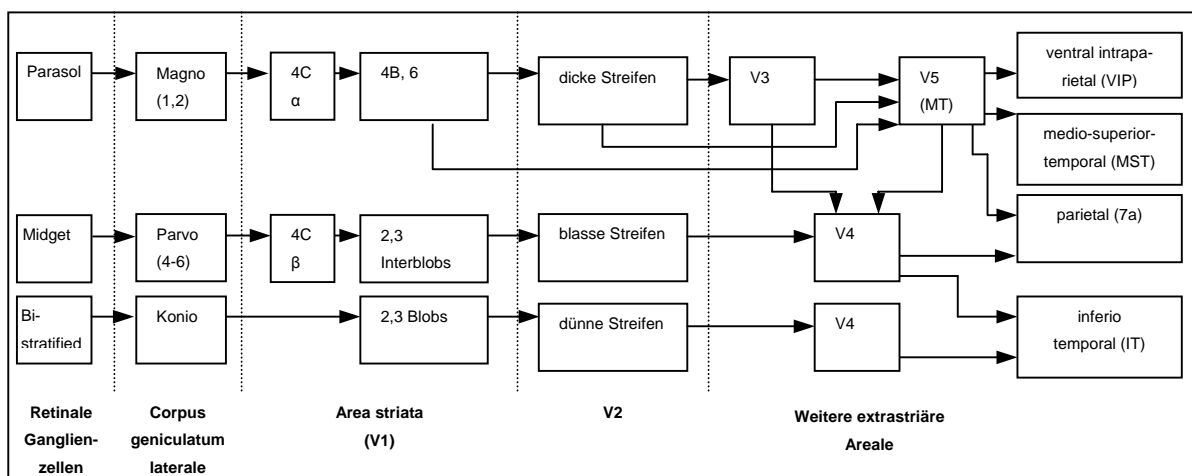 Parasol
Magno
(1,2)
4C
α
4B, 6
dicke Streifen
V3
V5
(MT)
ventral intrapa-
rietal (VIP)
medio-superior-
temporal (MST)
parietal (7a)
Midget
Parvo
(4-6)
4C
β
2,3
Interblobs
blasse Streifen
V4
Bi-
stratified
Konio
2,3 Blobs
dünne Streifen
V4
inferio
temporal (IT)
Retinale
Ganglien-
zellen
Corpus
geniculatum
laterale
Area striata
(V1)
V2
Weitere extrastriäre
Areale